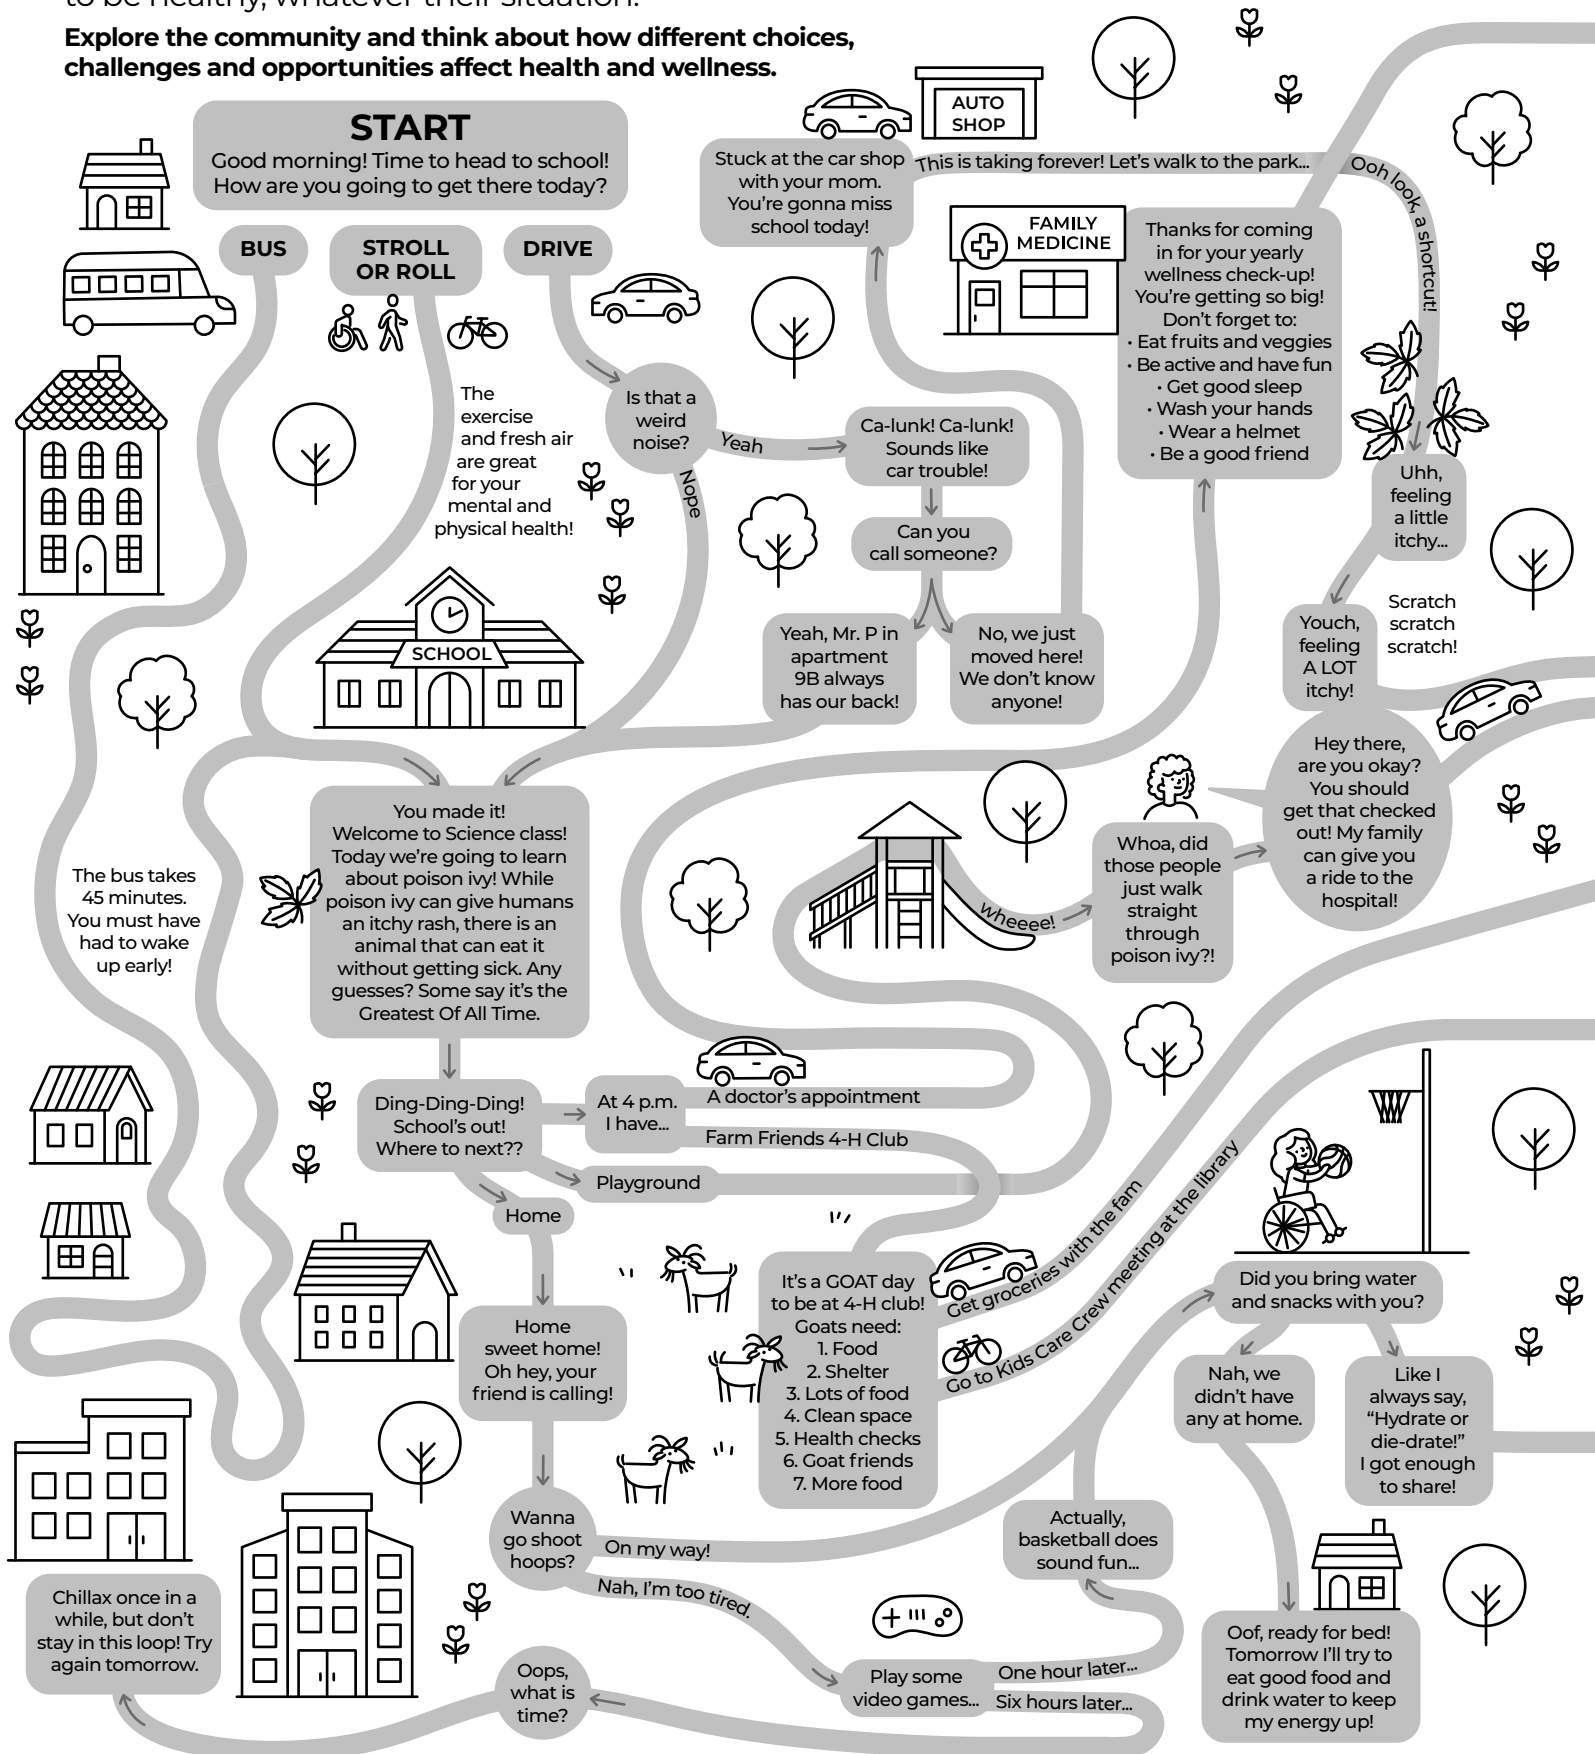 to be healthy, whatever their situation.
Explore the community and think about how different choices,
challenges and opportunities affect health and wellness.
START
Good morning! Time to head to school!
How are you going to get there today?
BUS
STROLL
OR ROLL
DRIVE
The
exercise
and fresh air
are great
for your
mental and
physical health!
Is that a
weird
noise?
Yeah
Nope
Ca-lunk! Ca-lunk!
Sounds like
car trouble!
Can you
call someone?
Yeah, Mr. P in
apartment
9B always
has our back!
No, we just
moved here!
We don't know
anyone!
AUTO
SHOP
Stuck at the car shop
with your mom.
You're gonna miss
school today!
This is taking forever! Let's walk to the park...
Ooh look, a shortcut!
FAMILY
MEDICINE
Thanks for coming
in for your yearly
wellness check-up!
You're getting so big!
Don't forget to:
• Eat fruits and veggies
• Be active and have fun
• Get good sleep
• Wash your hands
• Wear a helmet
• Be a good friend
Uhh,
feeling
a little
itchy...
Scratch
scratch
scratch!
Youch,
feeling
A LOT
itchy!
Hey there,
are you okay?
You should
get that checked
out! My family
can give you
a ride to the
hospital!
SCHOOL
The bus takes
45 minutes.
You must have
had to wake
up early!
You made it!
Welcome to Science class!
Today we're going to learn
about poison ivy! While
poison ivy can give humans
an itchy rash, there is an
animal that can eat it
without getting sick. Any
guesses? Some say it's the
Greatest Of All Time.
wheeee!
Whoa, did
those people
just walk
straight
through
poison ivy?!
Ding-Ding-Ding!
School's out!
Where to next??
At 4 p.m.
I have...
A doctor's appointment
Farm Friends 4-H Club
Playground
Home
Home
sweet home!
Oh hey, your
friend is calling!
It's a GOAT day
to be at 4-H club!
Goats need:
1. Food
2. Shelter
3. Lots of food
4. Clean space
5. Health checks
6. Goat friends
7. More food
Get groceries with the fam
Go to Kids Care Crew meeting at the library
Did you bring water
and snacks with you?
Nah, we
didn't have
any at home.
Like I
always say,
“Hydrate or
die-drate!”
I got enough
to share!
Wanna
go shoot
hoops?
On my way!
Nah, I'm too tired.
Actually,
basketball does
sound fun...
Play some
video games...
One hour later...
Six hours later...
Oops,
what is
time?
Chillax once in a
while, but don't
stay in this loop! Try
again tomorrow.
Oof, ready for bed!
Tomorrow I'll try to
eat good food and
drink water to keep
my energy up!